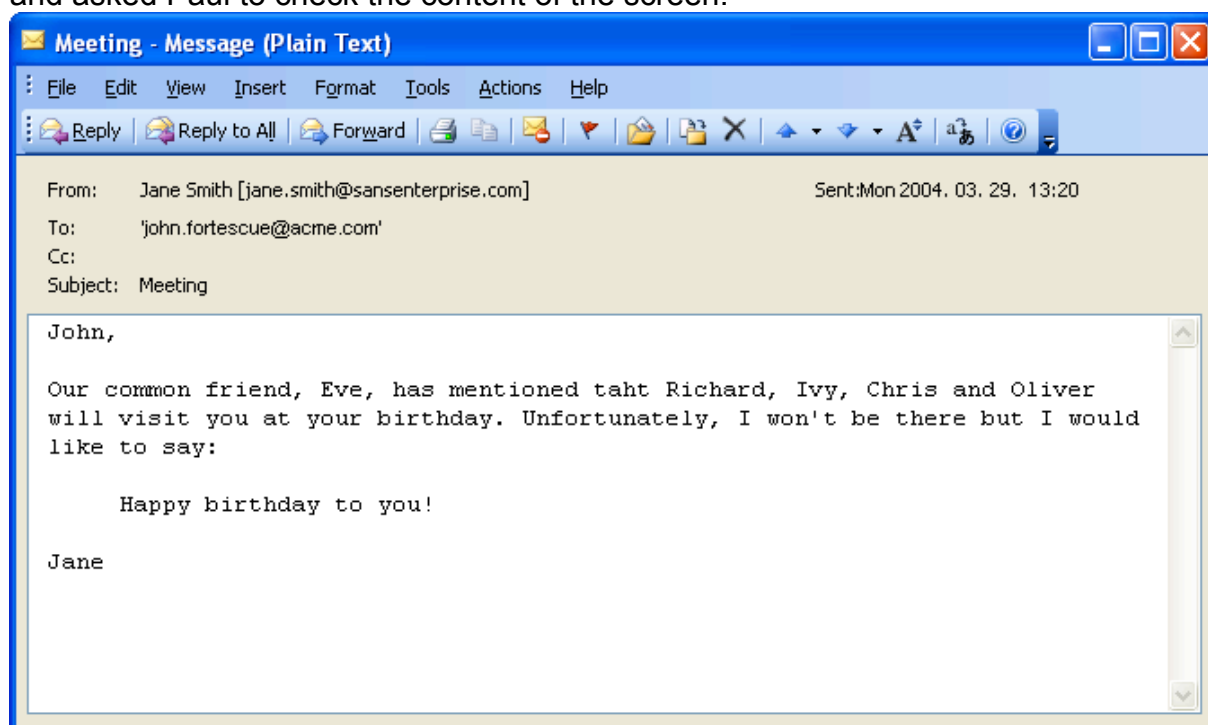 and asked Paul to check the content of the screen.
Meeting - Message (Plain Text)
File Edit View Insert Format Tools Actions Help
Reply Reply to All Forward
From: Jane Smith [jane.smith@sansenterprise.com] Sent:Mon 2004. 03. 29. 13:20
To: 'john.fortescue@acme.com'
Cc:
Subject: Meeting
John,
Our common friend, Eve, has mentioned taht Richard, Ivy, Chris and Oliver
will visit you at your birthday. Unfortunately, I won't be there but I would
like to say:
Happy birthday to you!
Jane